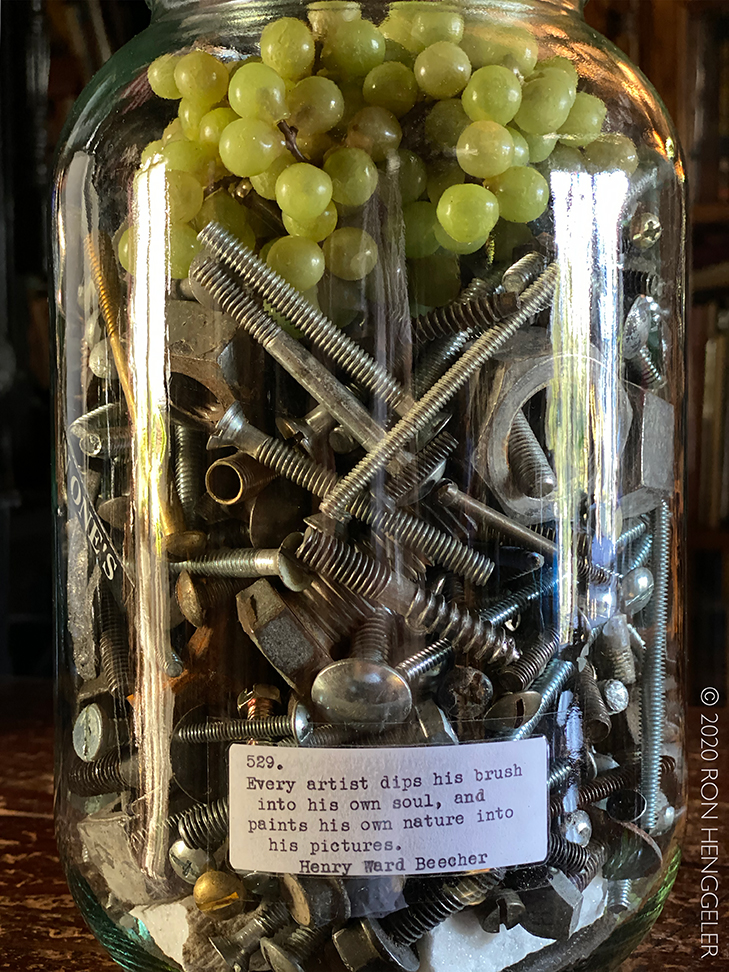 ONE'S
529.
Every artist dips his brush
into his own soul, and
paints his own nature into
his pictures.
Henry Ward Beecher
© 2020 RON HENGGELER